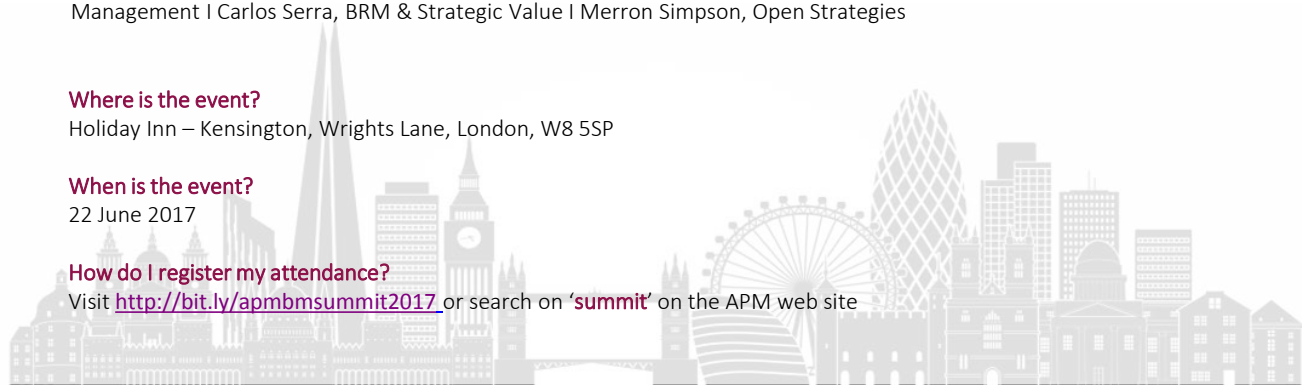 Management I Carlos Serra, BRM & Strategic Value I Merron Simpson, Open Strategies
Where is the event?
Holiday Inn – Kensington, Wrights Lane, London, W8 5SP
When is the event?
22 June 2017
How do I register my attendance?
Visit http://bit.ly/apmbmsummit2017 or search on ‘summit’ on the APM web site